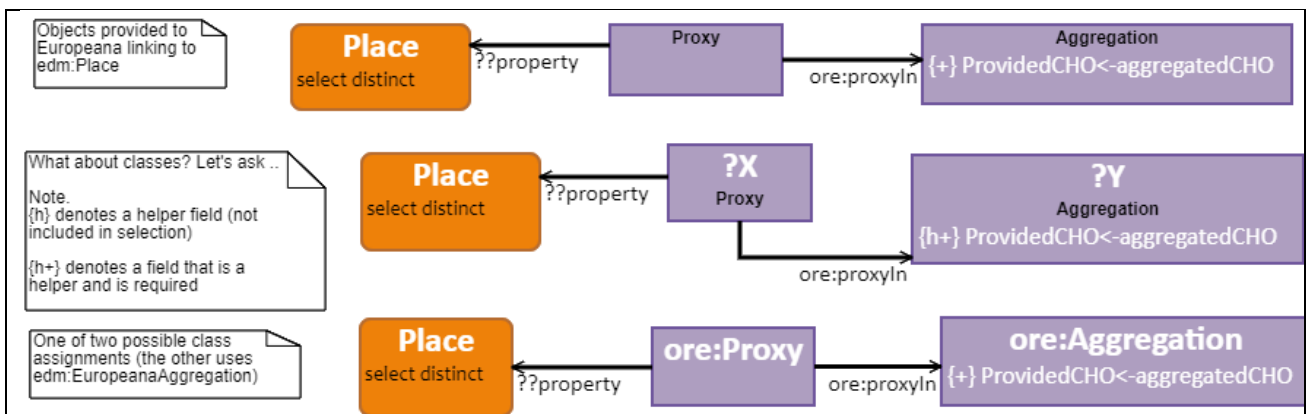 Objects provided to
Europeana linking to
edm:Place
Place
select distinct
??property
Proxy
ore:proxyIn
Aggregation
{+} ProvidedCHO<-aggregatedCHO
What about classes? Let's ask ..
Note.
{h} denotes a helper field (not
included in selection)
{h+} denotes a field that is a
helper and is required
Place
select distinct
??property
?X
Proxy
ore:proxyIn
?Y
Aggregation
{h+} ProvidedCHO<-aggregatedCHO
One of two possible class
assignments (the other uses
edm:EuropeanaAggregation)
Place
select distinct
??property
ore:Proxy
ore:proxyIn
ore:Aggregation
{+} ProvidedCHO<-aggregatedCHO